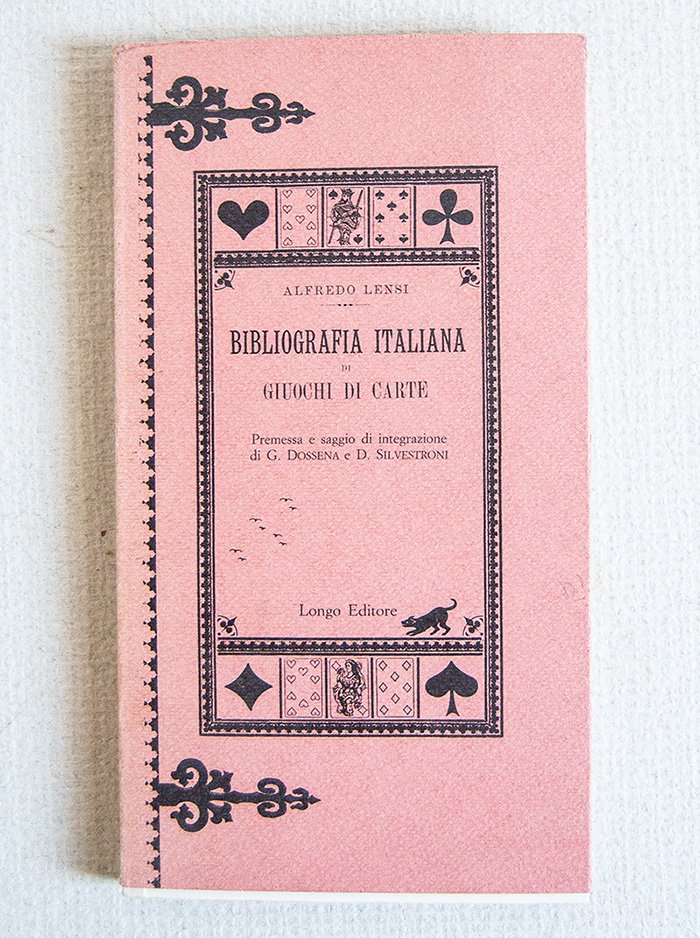 ALFREDO LENSI
BIBLIOGRAFIA ITALIANA
DI
GIUOCHI DI CARTE
Premessa e saggio di integrazione
di G. DOSSENA e D. SILVESTRONI
Longo Editore